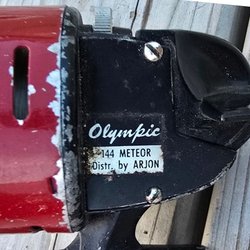 Olympic
144 METEOR
Distr. by ARJON